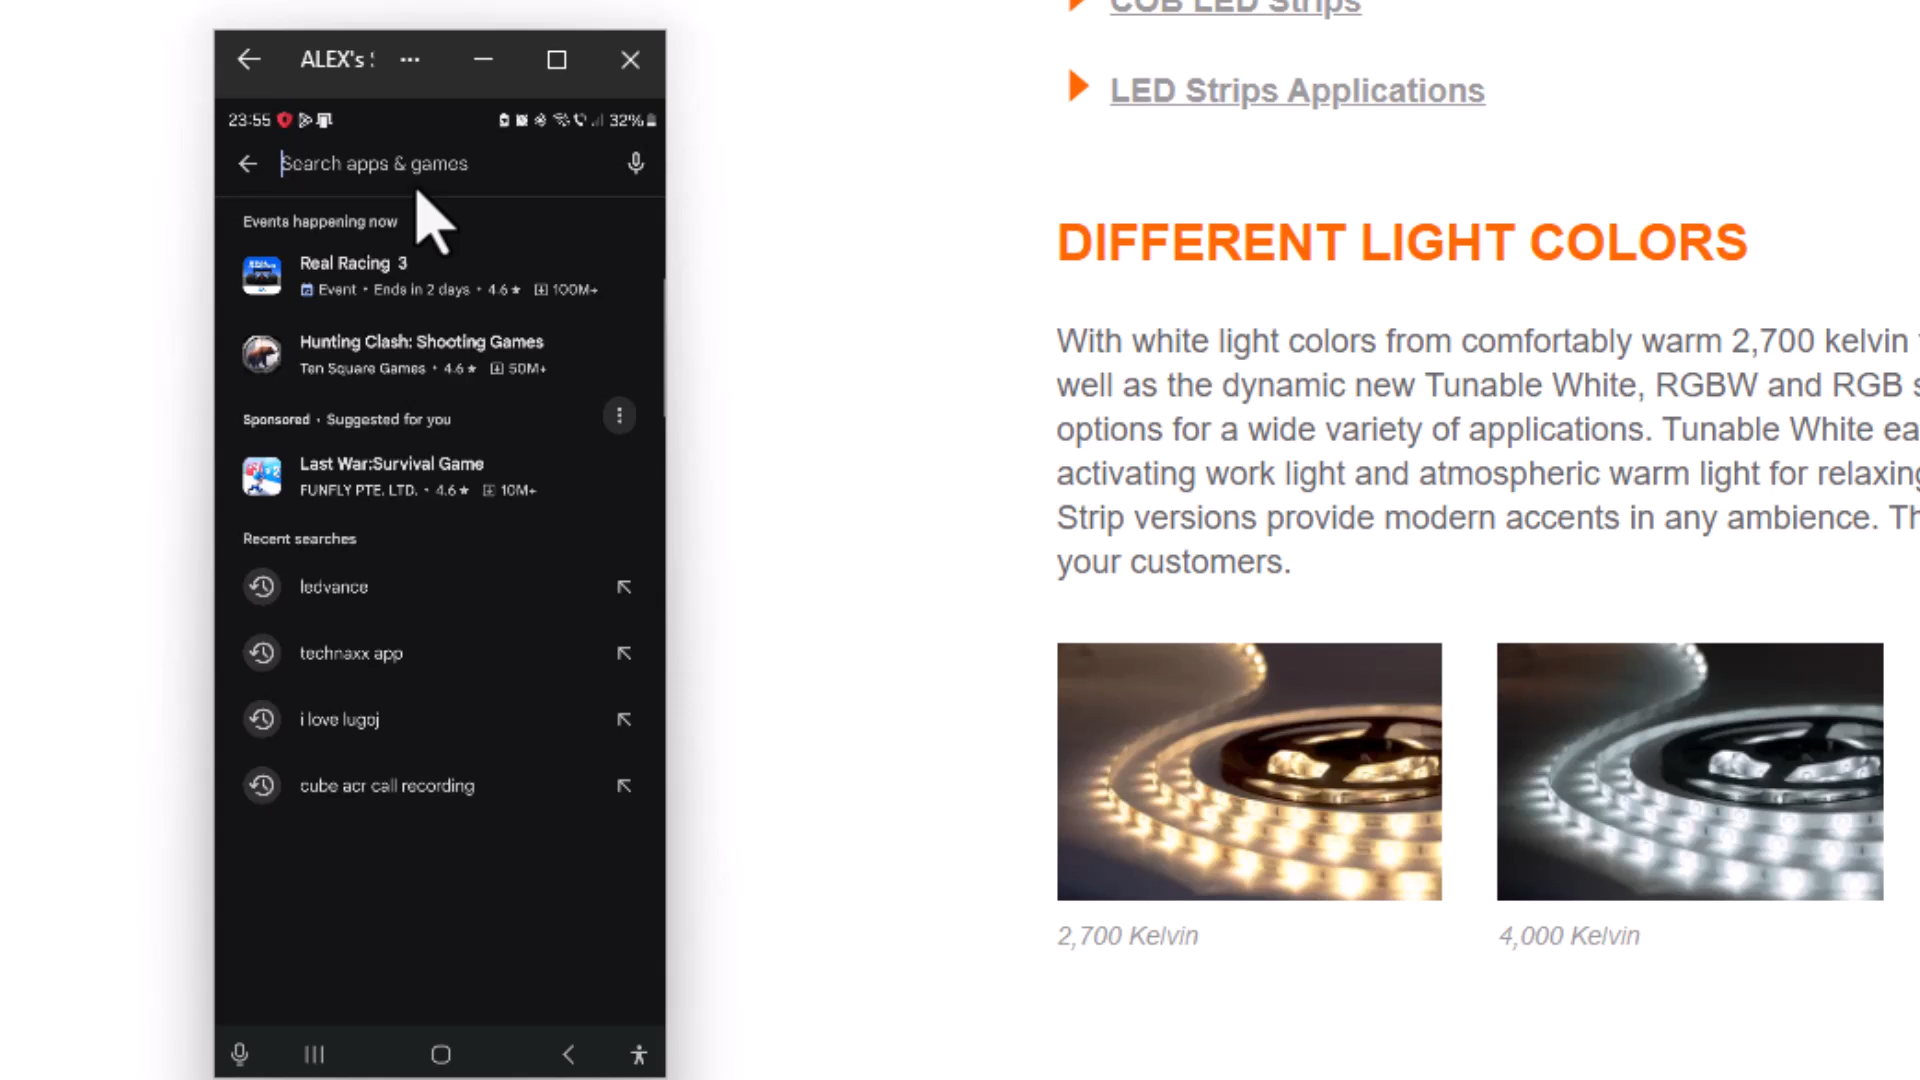 ALEX's
23:55
32%
Search apps & games
Events happening now
Real Racing 3
Event • Ends in 2 days • 4.6★ 100M+
Hunting Clash: Shooting Games
Ten Square Games • 4.6★ 50M+
Sponsored • Suggested for you
Last War:Survival Game
FUNFLY PTE. LTD. • 4.6★ 10M+
Recent searches
ledvance
technaxx app
i love lugoj
cube acr call recording
COB LED Strips
LED Strips Applications
DIFFERENT LIGHT COLORS
With white light colors from comfortably warm 2,700 kelvin
well as the dynamic new Tunable White, RGBW and RGB s
options for a wide variety of applications. Tunable White ea
activating work light and atmospheric warm light for relaxing
Strip versions provide modern accents in any ambience. Th
your customers.
2,700 Kelvin
4,000 Kelvin